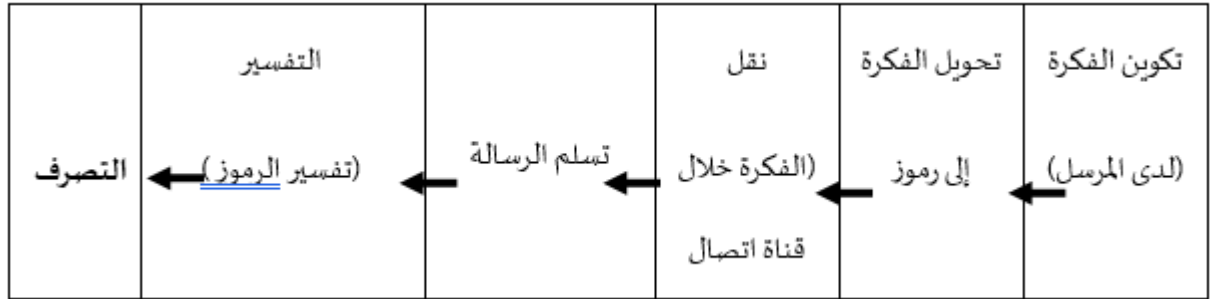 تكوين الفكرة
(لدى المرسل)
تحويل الفكرة
إلى رموز
نقل
(الفكرة خلال
قناة اتصال
تسلم الرسالة
التفسير
(تفسير الرموز)
التصرف